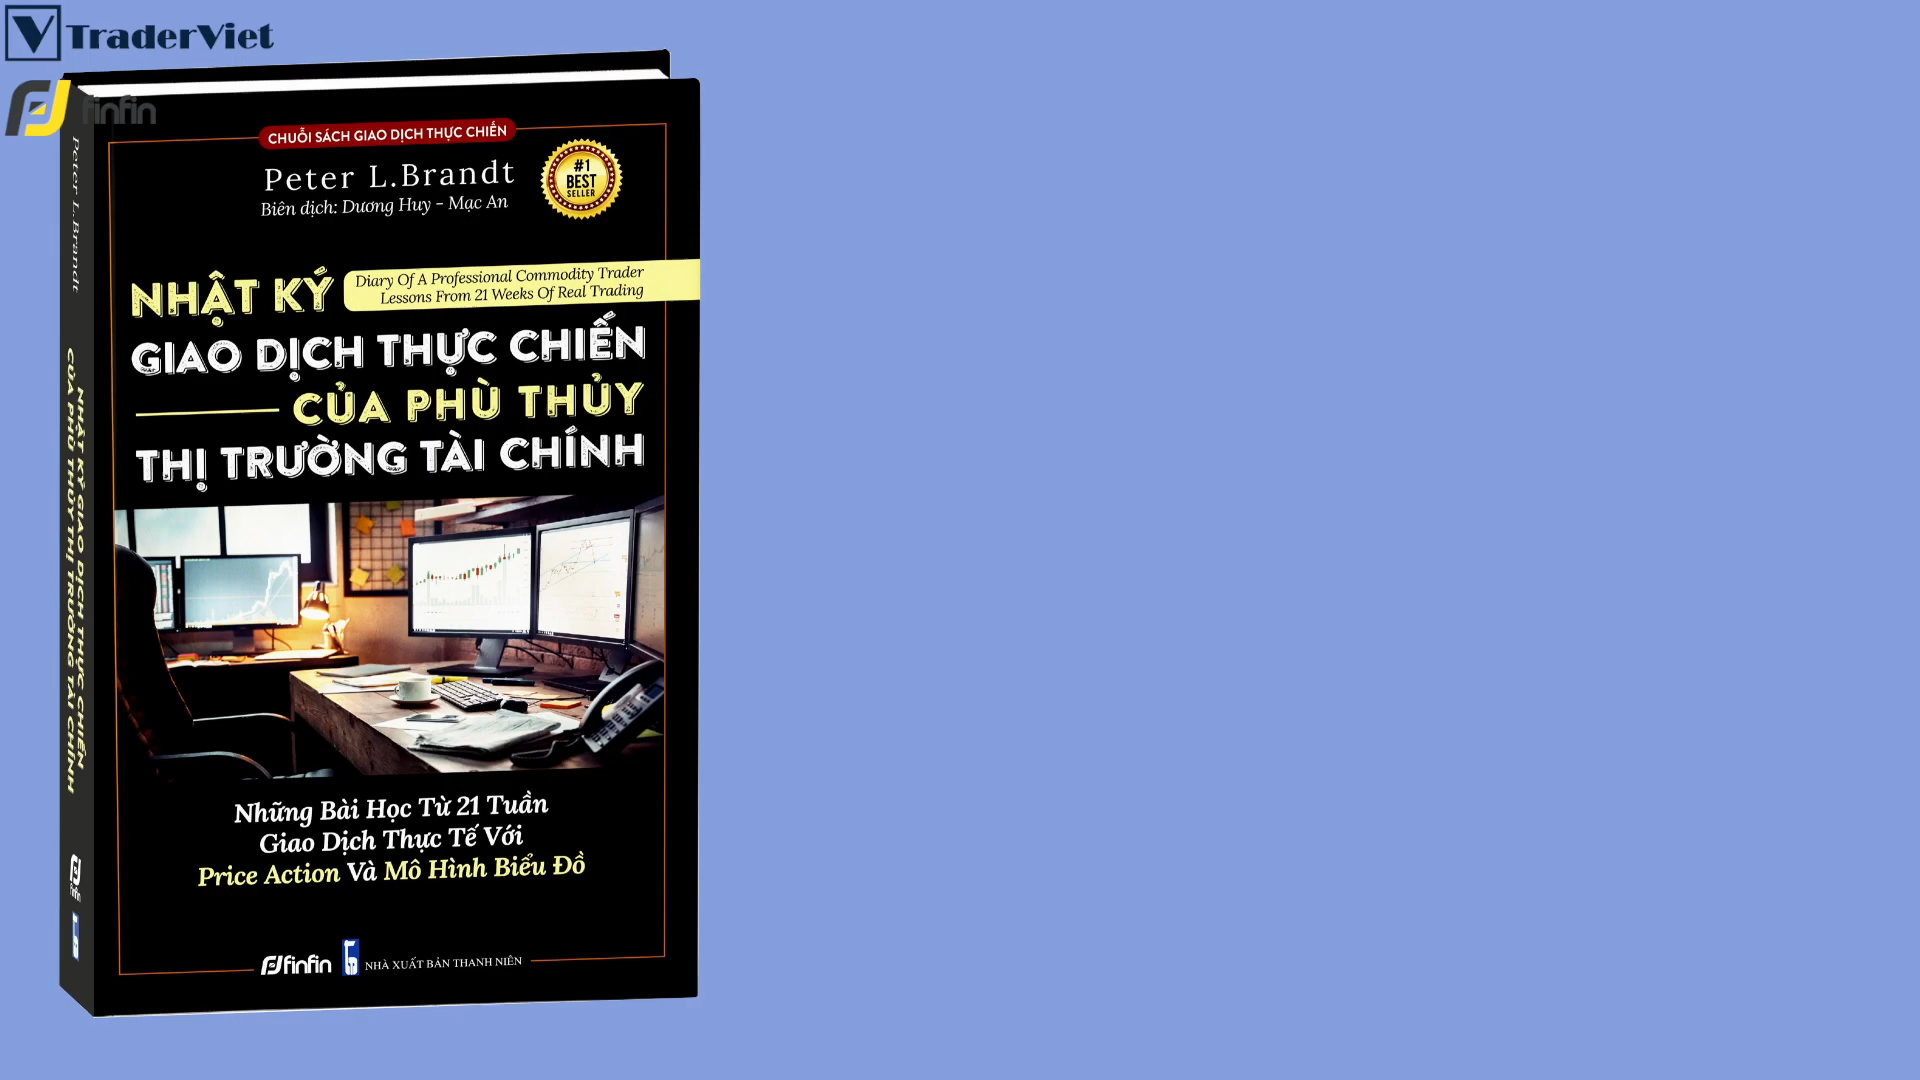 TraderViet
finfin
CHUỖI SÁCH GIAO DỊCH THỰC CHIẾN
Peter L.Brandt
Biên dịch: Dương Huy - Mạc An
#1
BEST
SELLER
NHẬT KÝ
Diary Of A Professional Commodity Trader
Lessons From 21 Weeks Of Real Trading
GIAO DỊCH THỰC CHIẾN
CỦA PHÙ THỦY
THỊ TRƯỜNG TÀI CHÍNH
Những Bài Học Từ 21 Tuần
Giao Dịch Thực Tế Với
Price Action Và Mô Hình Biểu Đồ
finfin
NHÀ XUẤT BẢN THANH NIÊN
Peter L.Brandt
NHẬT KÝ GIAO DỊCH THỰC CHIẾN
CỦA PHÙ THỦY THỊ TRƯỜNG TÀI CHÍNH
finfin